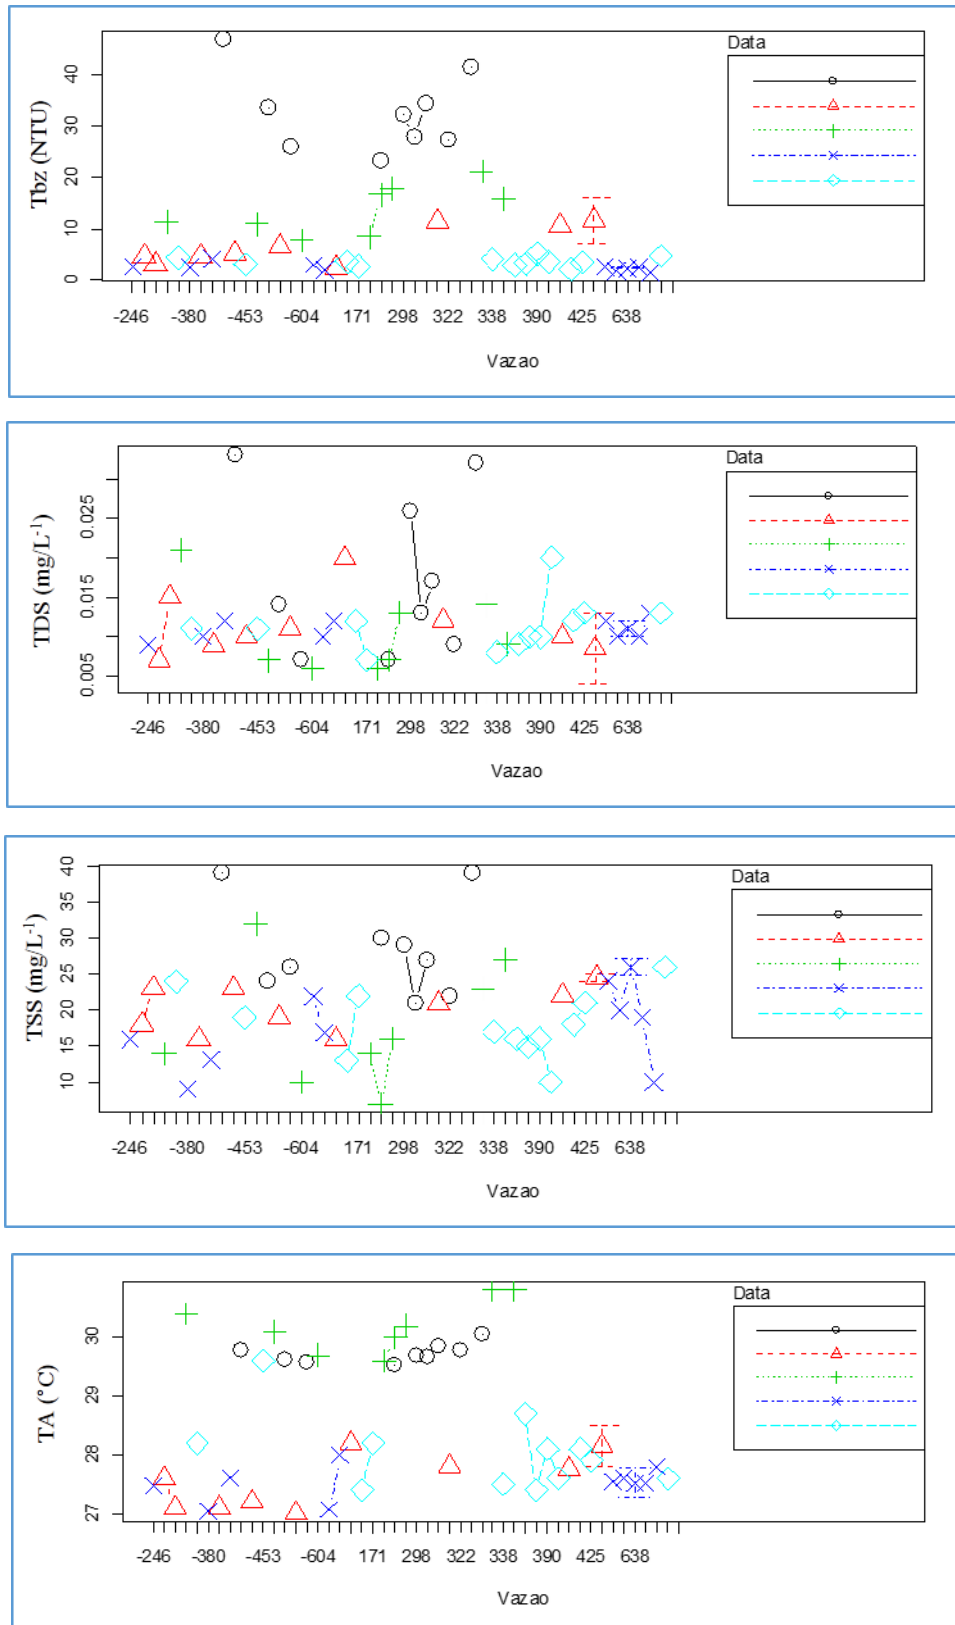 Data
Tbz (NTU)
40
30
20
10
0
-246 -380 -453 -604 171 298 322 338 390 425 638
Vazao
Data
TDS (mg/L-1)
0.025
0.015
0.005
-246 -380 -453 -604 171 298 322 338 390 425 638
Vazao
Data
TSS (mg/L-1)
40
35
30
25
20
15
10
-246 -380 -453 -604 171 298 322 338 390 425 638
Vazao
Data
TA (°C)
30
29
28
27
-246 -380 -453 -604 171 298 322 338 390 425 638
Vazao